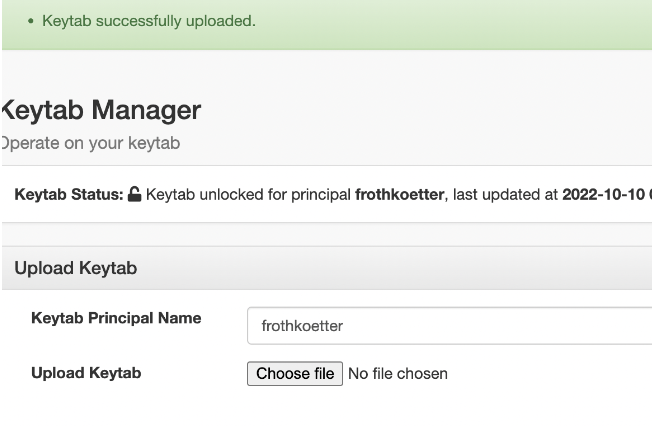 • Keytab successfully uploaded.
Keytab Manager
Operate on your keytab
Keytab Status: Keytab unlocked for principal frothkoetter, last updated at 2022-10-10
Upload Keytab
Keytab Principal Name frothkoetter
Upload Keytab Choose file No file chosen